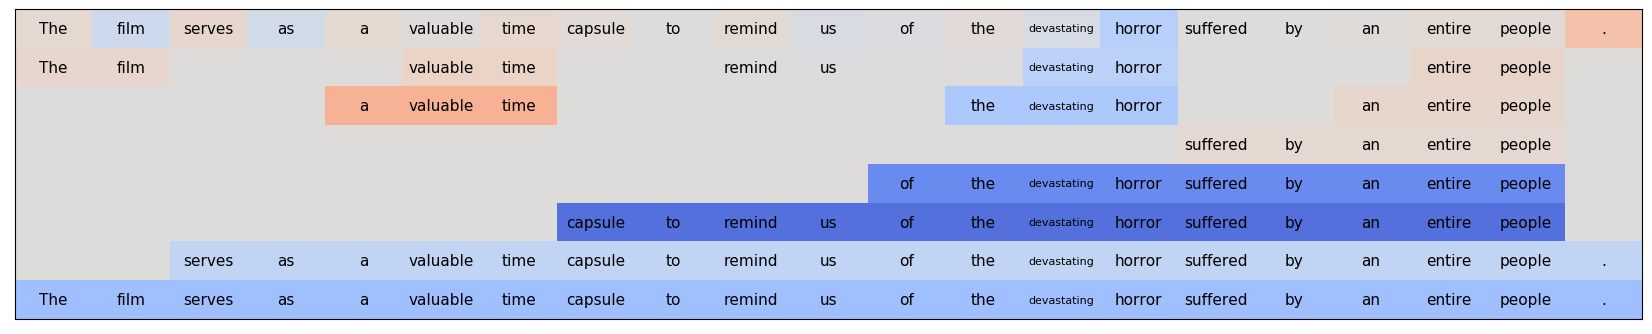 The film serves as a valuable time capsule to remind us of the devastating horror suffered by an entire people .
The film valuable time remind us devastating horror entire people
a valuable time the devastating horror an entire people
suffered by an entire people
of the devastating horror suffered by an entire people
capsule to remind us of the devastating horror suffered by an entire people
serves as a valuable time capsule to remind us of the devastating horror suffered by an entire people .
The film serves as a valuable time capsule to remind us of the devastating horror suffered by an entire people .